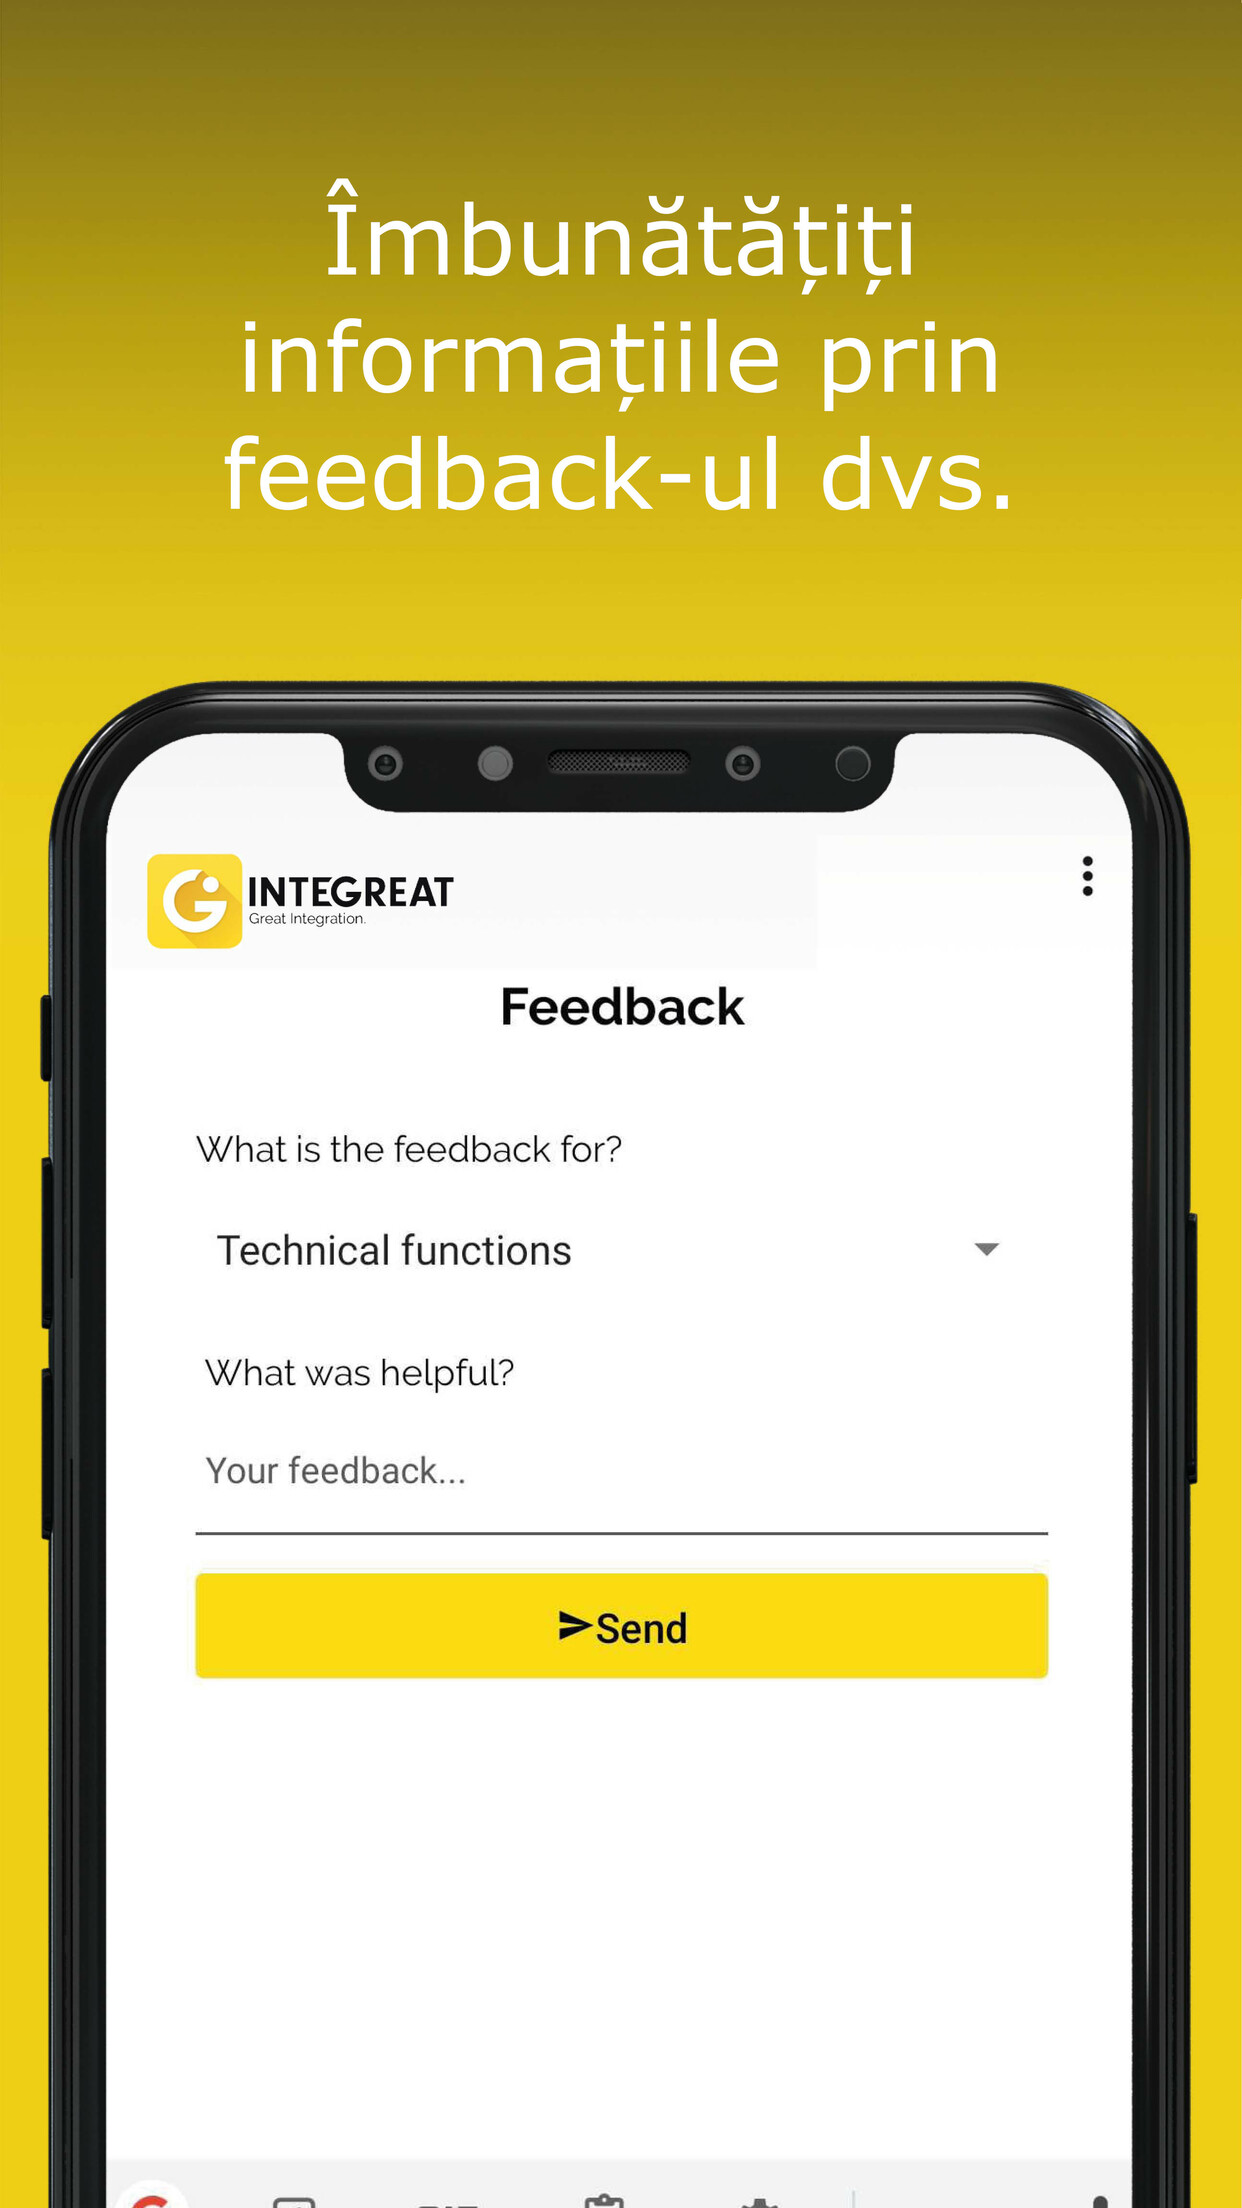 Îmbunătățiți
informațiile prin
feedback-ul dvs.
INTEGREAT
Great Integration.
Feedback
What is the feedback for?
Technical functions
What was helpful?
Your feedback...
Send